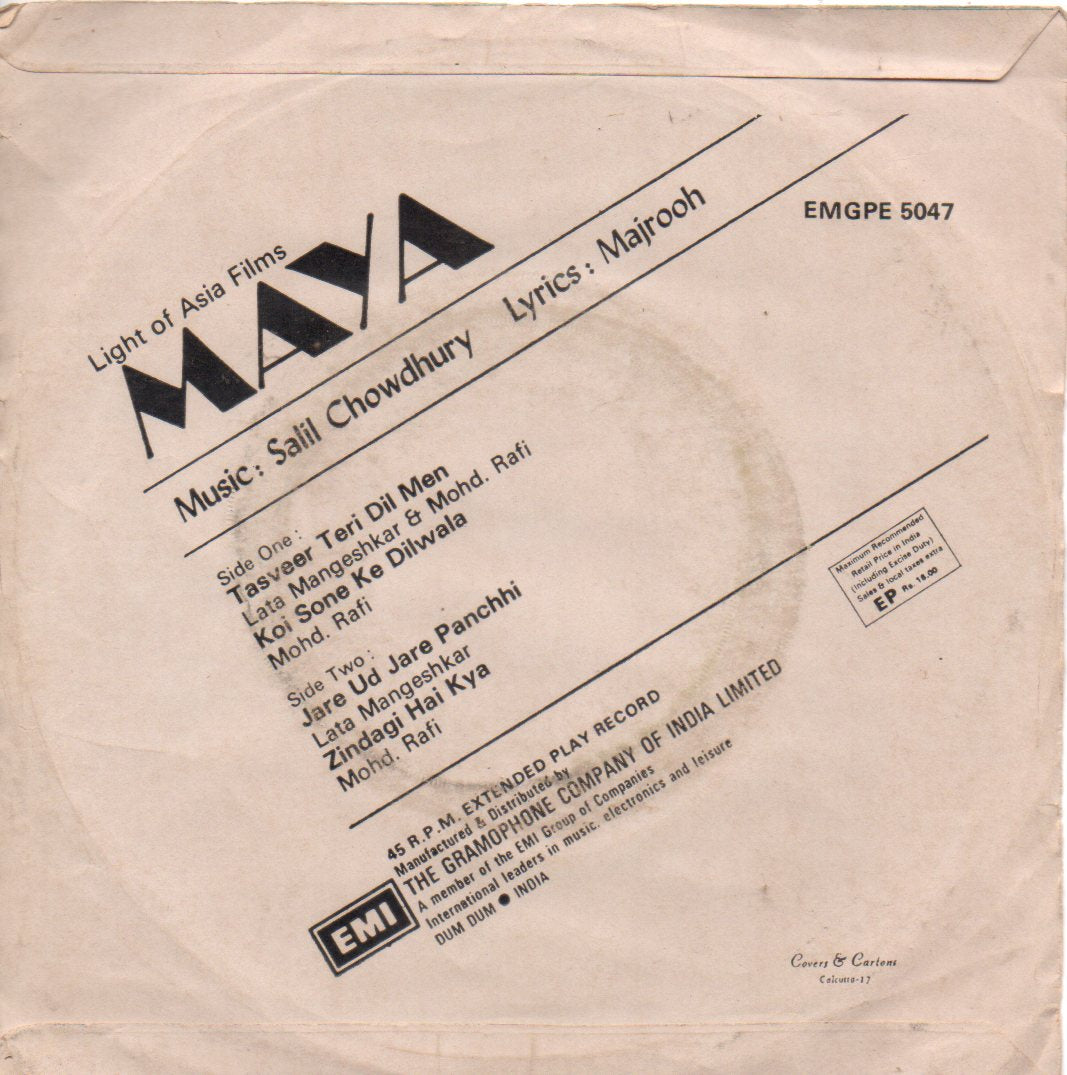 Light of Asia Films
MAYA
EMGPE 5047
Music: Salil Chowdhury Lyrics: Majrooh
Side One:
Tasveer Teri Dil Men
Lata Mangeshkar & Mohd. Rafi
Koi Sone Ke Dilwala
Mohd. Rafi
Side Two:
Jare Ud Jare Panchhi
Lata Mangeshkar
Zindagi Hai Kya
Mohd. Rafi
Maximum Recommended
Retail Price in India
(Including Excise Duty)
Sales & local taxes extra
EP Rs. 18.00
45 R.P.M. EXTENDED PLAY RECORD
Manufactured & Distributed by
THE GRAMOPHONE COMPANY OF INDIA LIMITED
A member of the EMI Group of Companies
International leaders in music, electronics and leisure
DUM DUM ● INDIA
EMI
Covers & Cartons
Calcutta-17